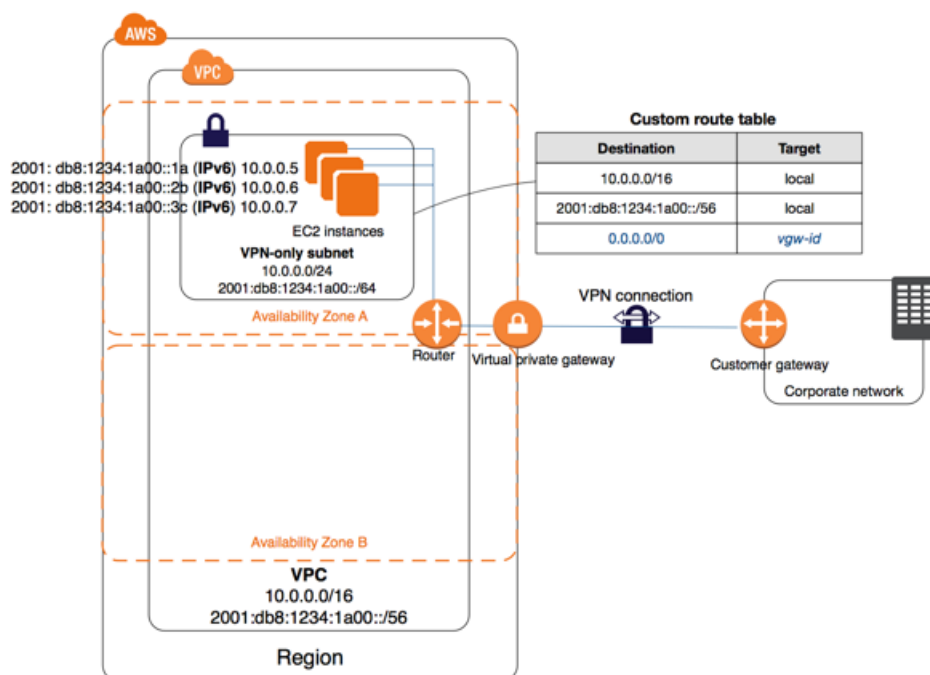 AWS
VPC
2001: db8:1234:1a00::1a (IPv6) 10.0.0.5
2001: db8:1234:1a00::2b (IPv6) 10.0.0.6
2001: db8:1234:1a00::3c (IPv6) 10.0.0.7
EC2 instances
VPN-only subnet
10.0.0.0/24
2001:db8:1234:1a00::/64
Availability Zone A
Custom route table
Destination Target
10.0.0.0/16 local
2001:db8:1234:1a00::/56 local
0.0.0.0/0 vgw-id
Router
Virtual private gateway
VPN connection
Customer gateway
Corporate network
Availability Zone B
VPC
10.0.0.0/16
2001:db8:1234:1a00::/56
Region